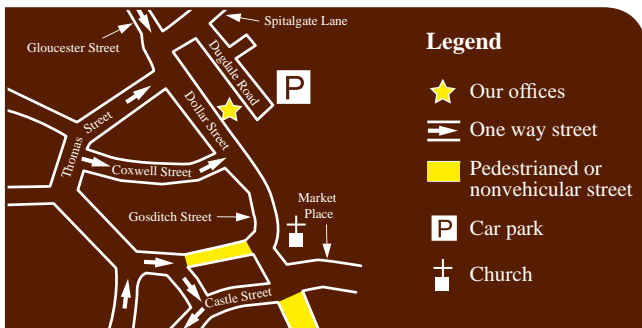 Spitalgate Lane
Gloucester Street
Dugdale Road
P
Dollar Street
Thomas Street
Coxwell Street
Gosditch Street
Market
Place
Castle Street
Legend
Our offices
One way street
Pedestrianed or
nonvehicular street
P
Car park
Church